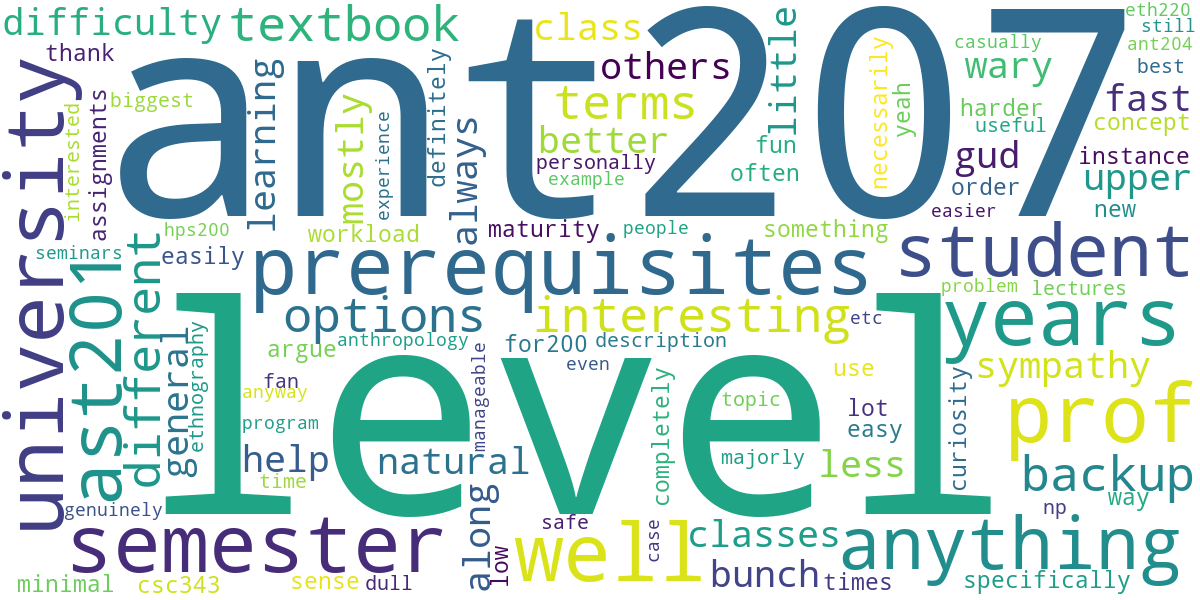 difficulty
textbook
ant207
class
little
eth220
still
thank
others
casually
ant204
university
biggest
learning
mostly
definitely
terms
necessarily
yeah
wary
best
interested
assignments
experience
always
better
fun
harder
fast
useful
concept
personally
often
gud
instance
example
order
upper
easier
new
hps200
workload
maturity
people
something
student
seminars
easily
prerequisites
ast201
different
problem
lectures
options
interesting
etc
years
general
ethnography
argue
anthropology
for200
description
fan
even
manageable
sympathy
anyway
level
completely
use
curiosity
program
topic
lot
easy
prof
help
natural
majorly
less
backup
time
way
genuinely
along
np
semester
safe
case
classes
anything
low
well
bunch
minimal
csc343
sense
dull
times
specifically